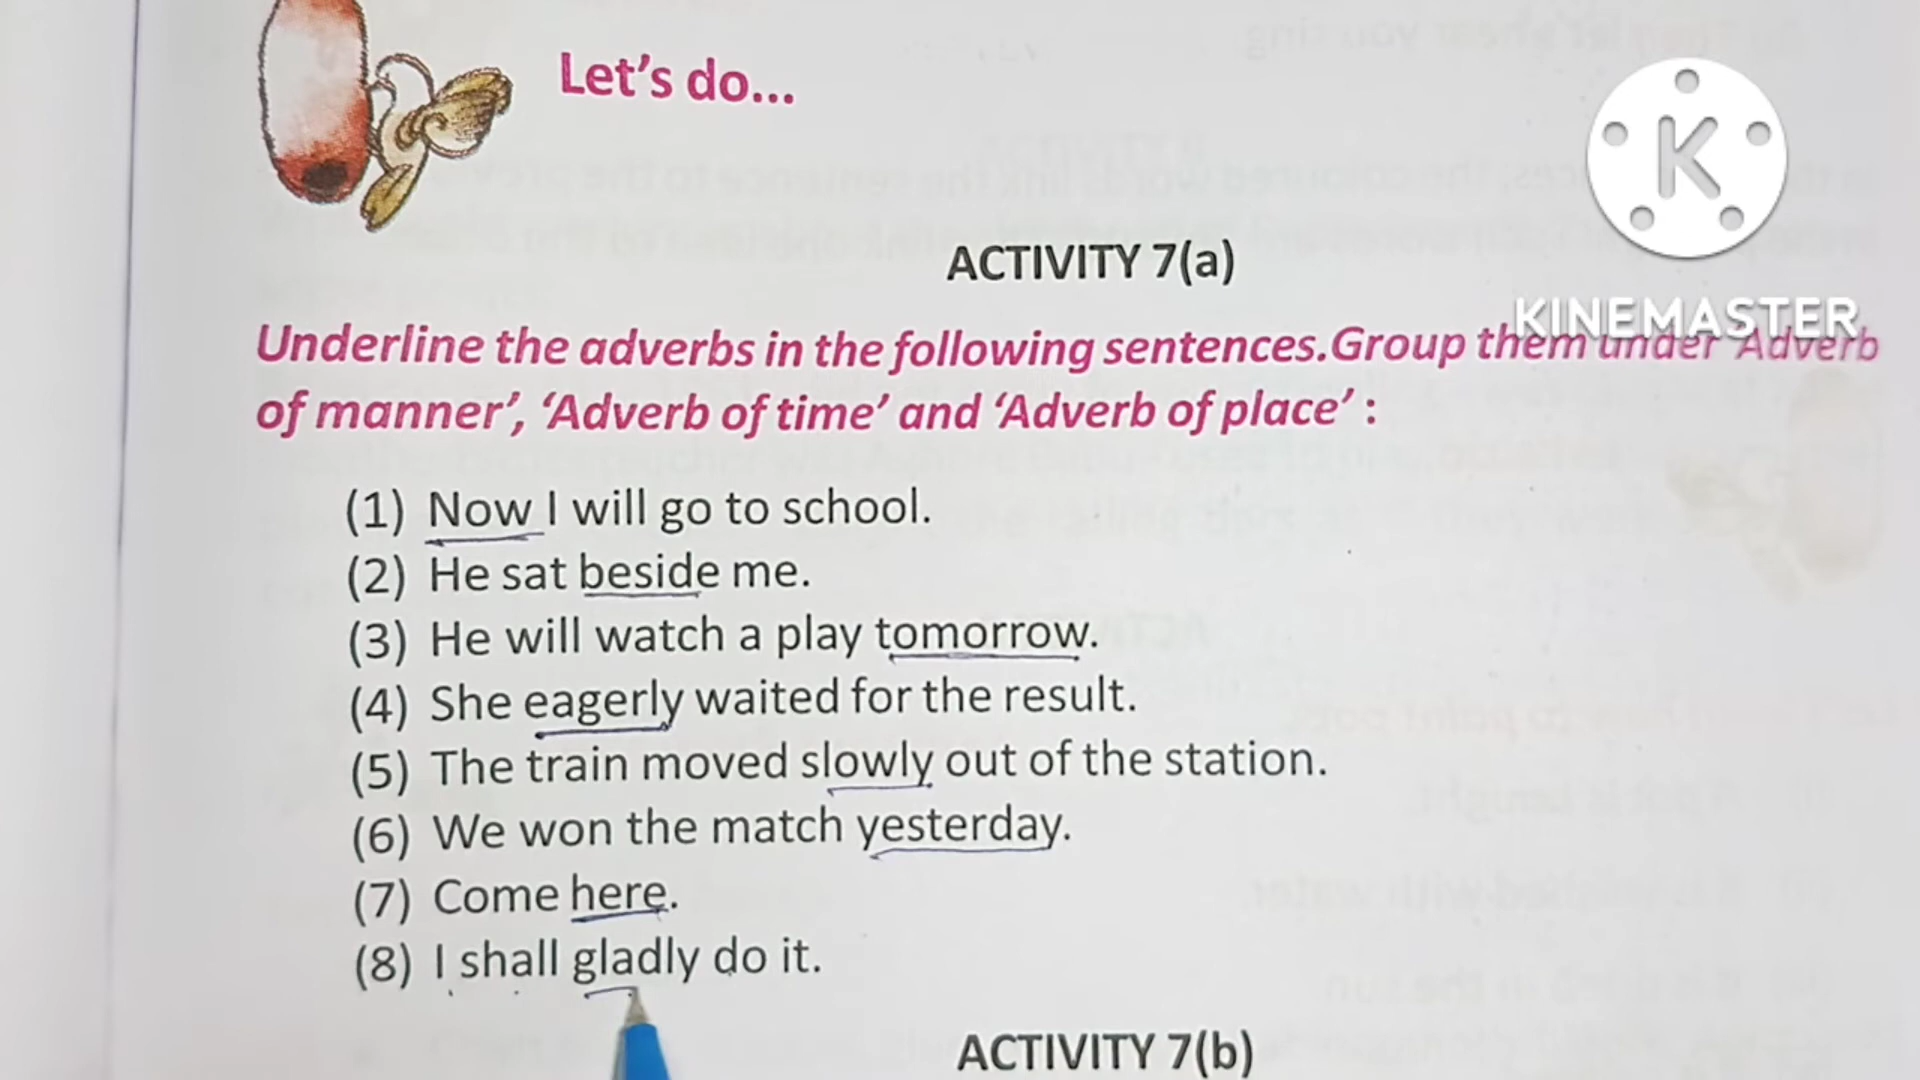 Let's do...
K
KINEMASTER
ACTIVITY 7(a)
Underline the adverbs in the following sentences.Group them under 'Adverb
of manner', 'Adverb of time' and 'Adverb of place' :
(1) Now I will go to school.
(2) He sat beside me.
(3) He will watch a play tomorrow.
(4) She eagerly waited for the result.
(5) The train moved slowly out of the station.
(6) We won the match yesterday.
(7) Come here.
(8) I shall gladly do it.
ACTIVITY 7(b)